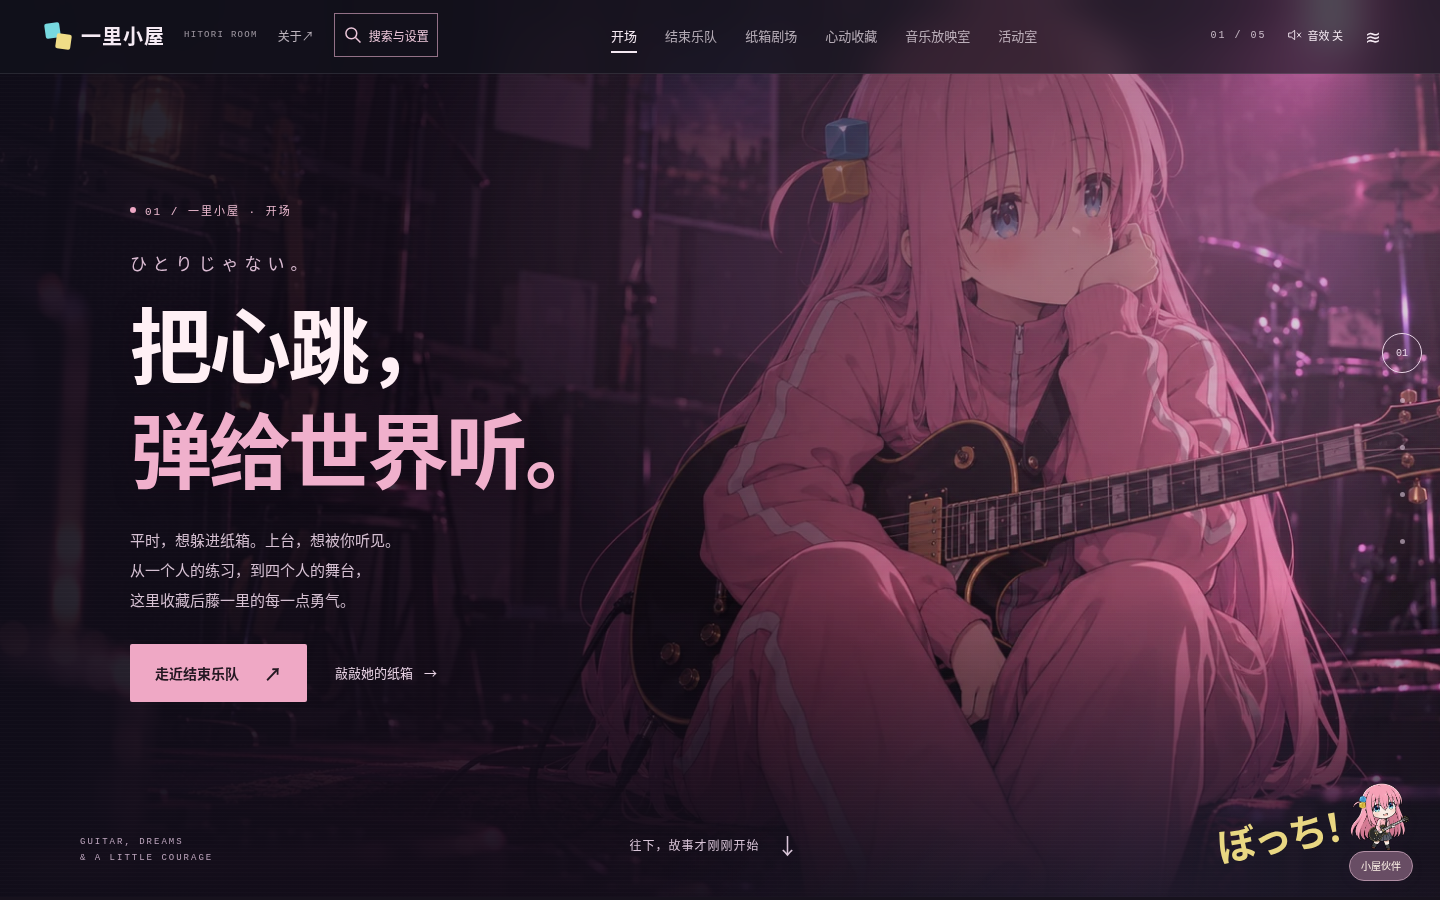 一里小屋
HITORI ROOM
关于↗
搜索与设置
开场
结束乐队
纸箱剧场
心动收藏
音乐放映室
活动室
01 / 05
音效 关
01 / 一里小屋 · 开场
ひとりじゃない。
把心跳，
弹给世界听。
平时，想躲进纸箱。上台，想被你听见。
从一个人的练习，到四个人的舞台，
这里收藏后藤一里的每一点勇气。
走近结束乐队 ↗
敲敲她的纸箱 →
01
GUITAR, DREAMS
& A LITTLE COURAGE
往下，故事才刚刚开始 ↓
ぼっち!
小屋伙伴